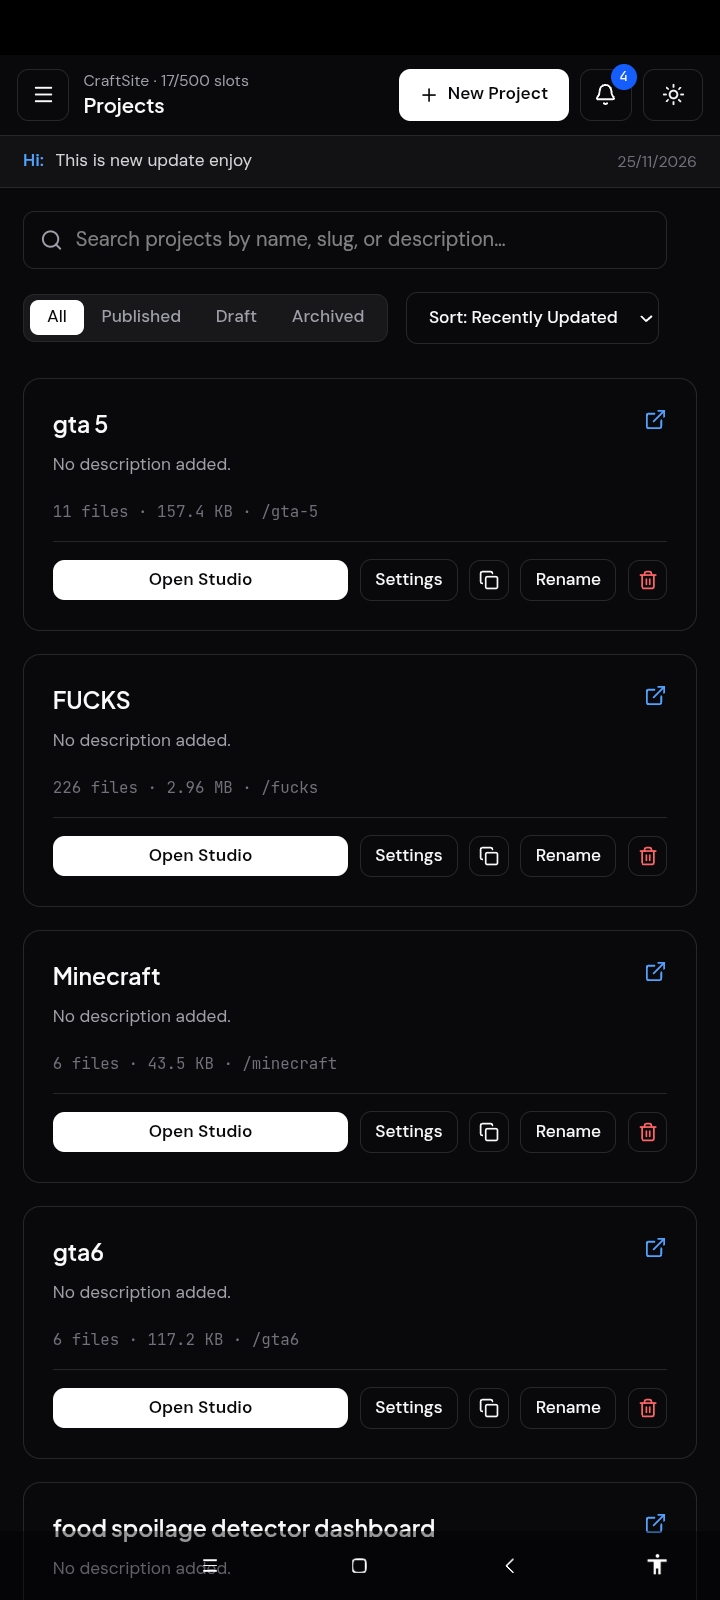 CraftSite · 17/500 slots
Projects
New Project
4
Hi: This is new update enjoy
25/11/2026
Search projects by name, slug, or description...
All
Published
Draft
Archived
Sort: Recently Updated
gta 5
No description added.
11 files · 157.4 KB · /gta-5
Open Studio
Settings
Rename
FUCKS
No description added.
226 files · 2.96 MB · /fucks
Open Studio
Settings
Rename
Minecraft
No description added.
6 files · 43.5 KB · /minecraft
Open Studio
Settings
Rename
gta6
No description added.
6 files · 117.2 KB · /gta6
Open Studio
Settings
Rename
food spoilage detector dashboard
No description added.